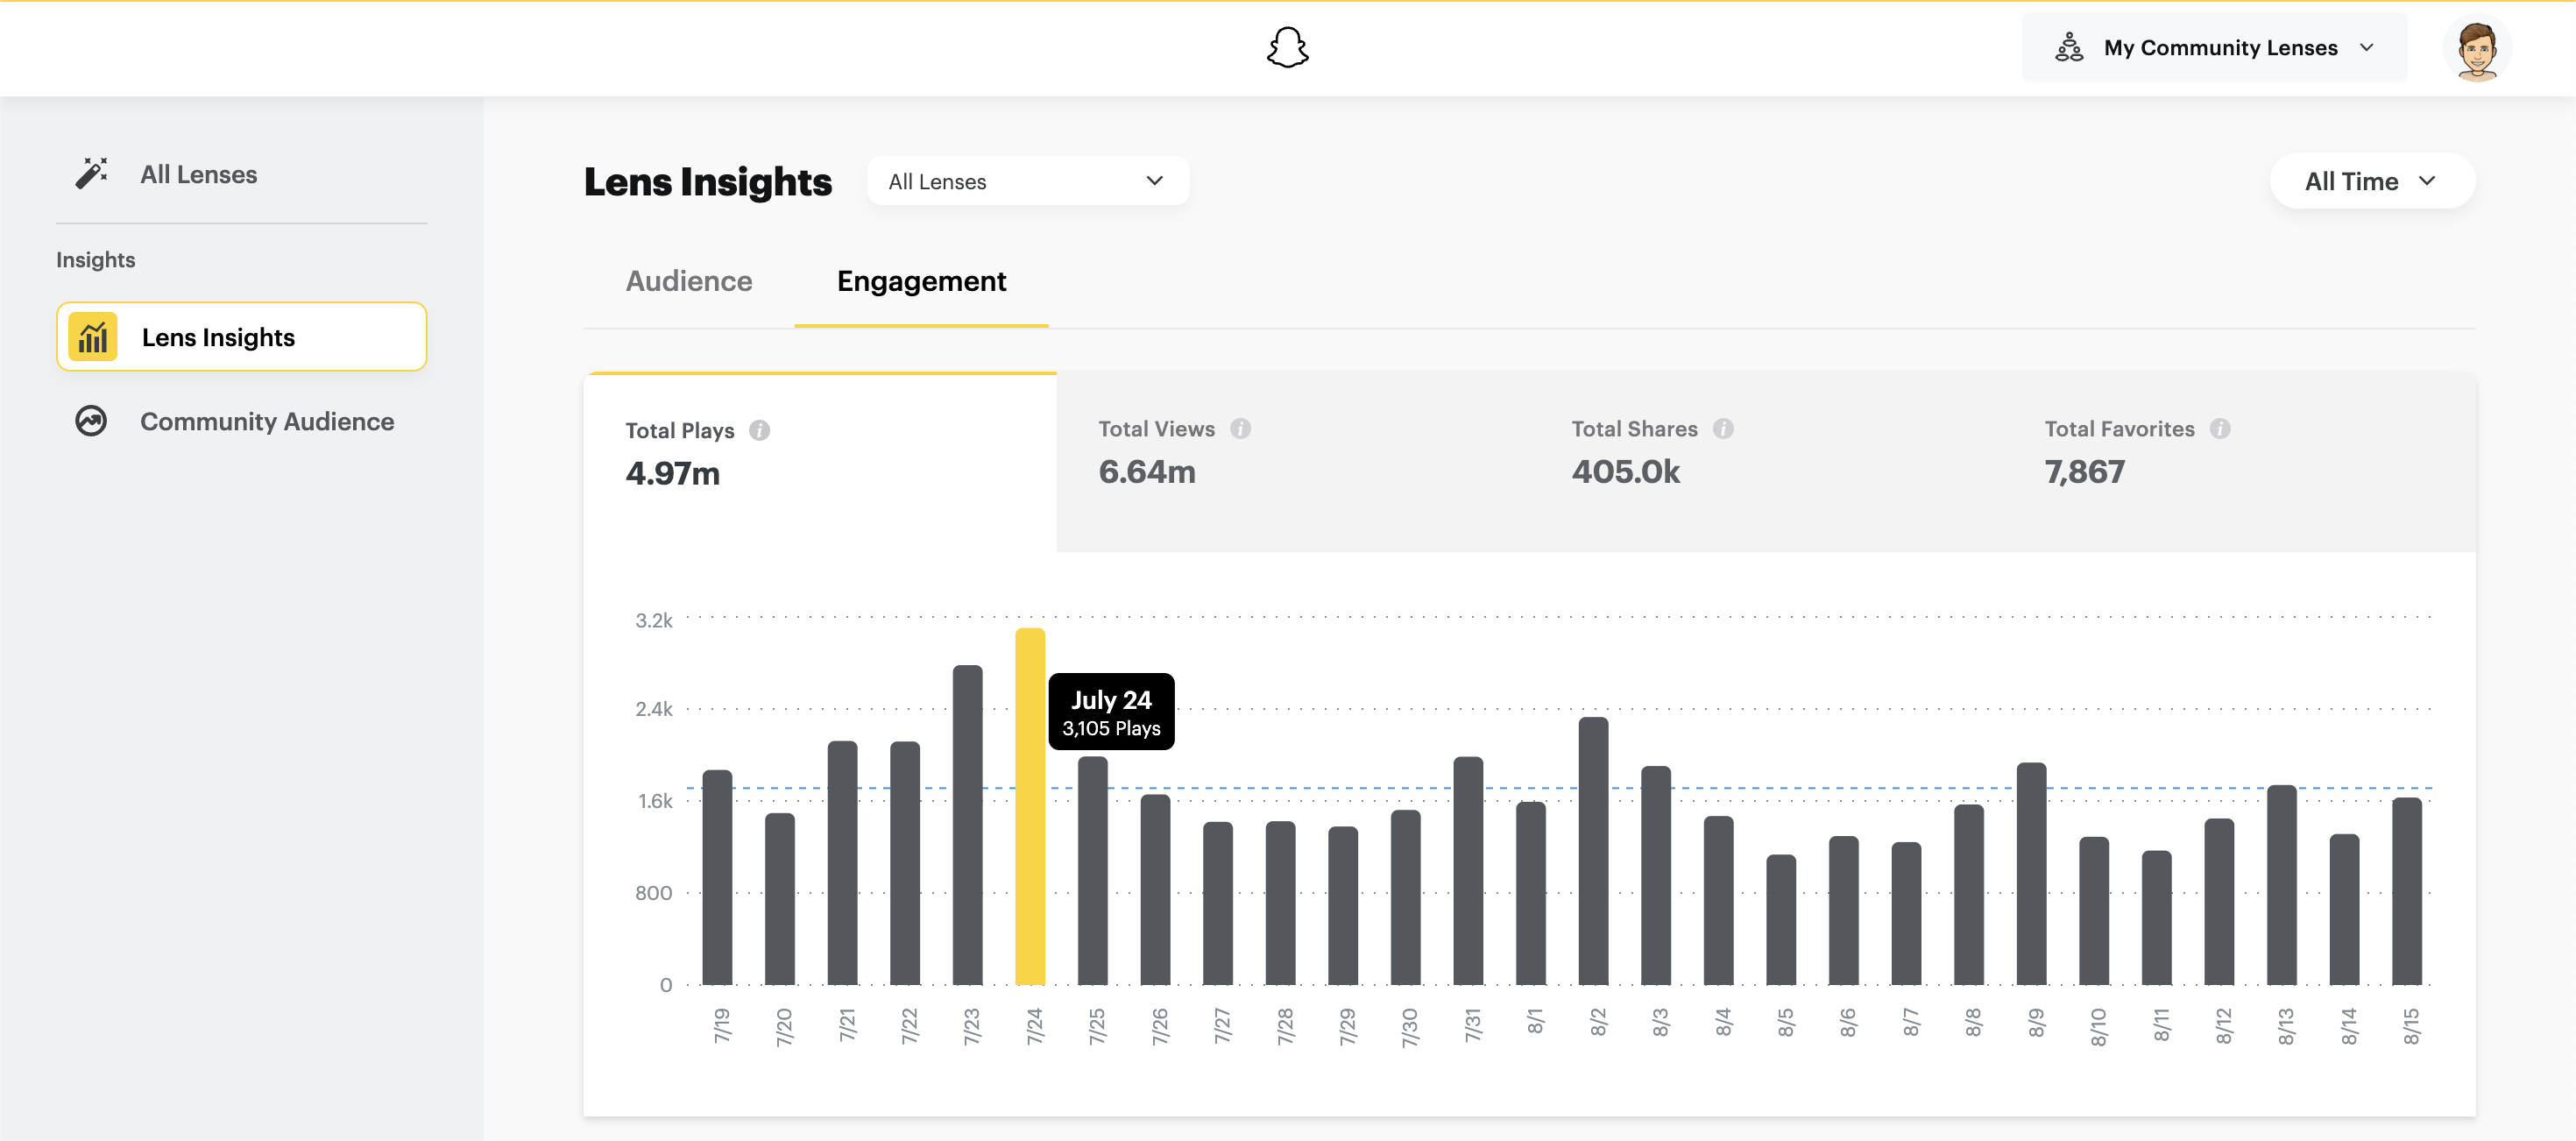 My Community Lenses
All Lenses
Insights
Lens Insights
Community Audience
Lens Insights
All Lenses
All Time
Audience
Engagement
Total Plays
4.97m
Total Views
6.64m
Total Shares
405.0k
Total Favorites
7,867
3.2k
2.4k
1.6k
800
0
July 24
3,105 Plays
7/19
7/20
7/21
7/22
7/23
7/24
7/25
7/26
7/27
7/28
7/29
7/30
7/31
8/1
8/2
8/3
8/4
8/5
8/6
8/7
8/8
8/9
8/10
8/11
8/12
8/13
8/14
8/15